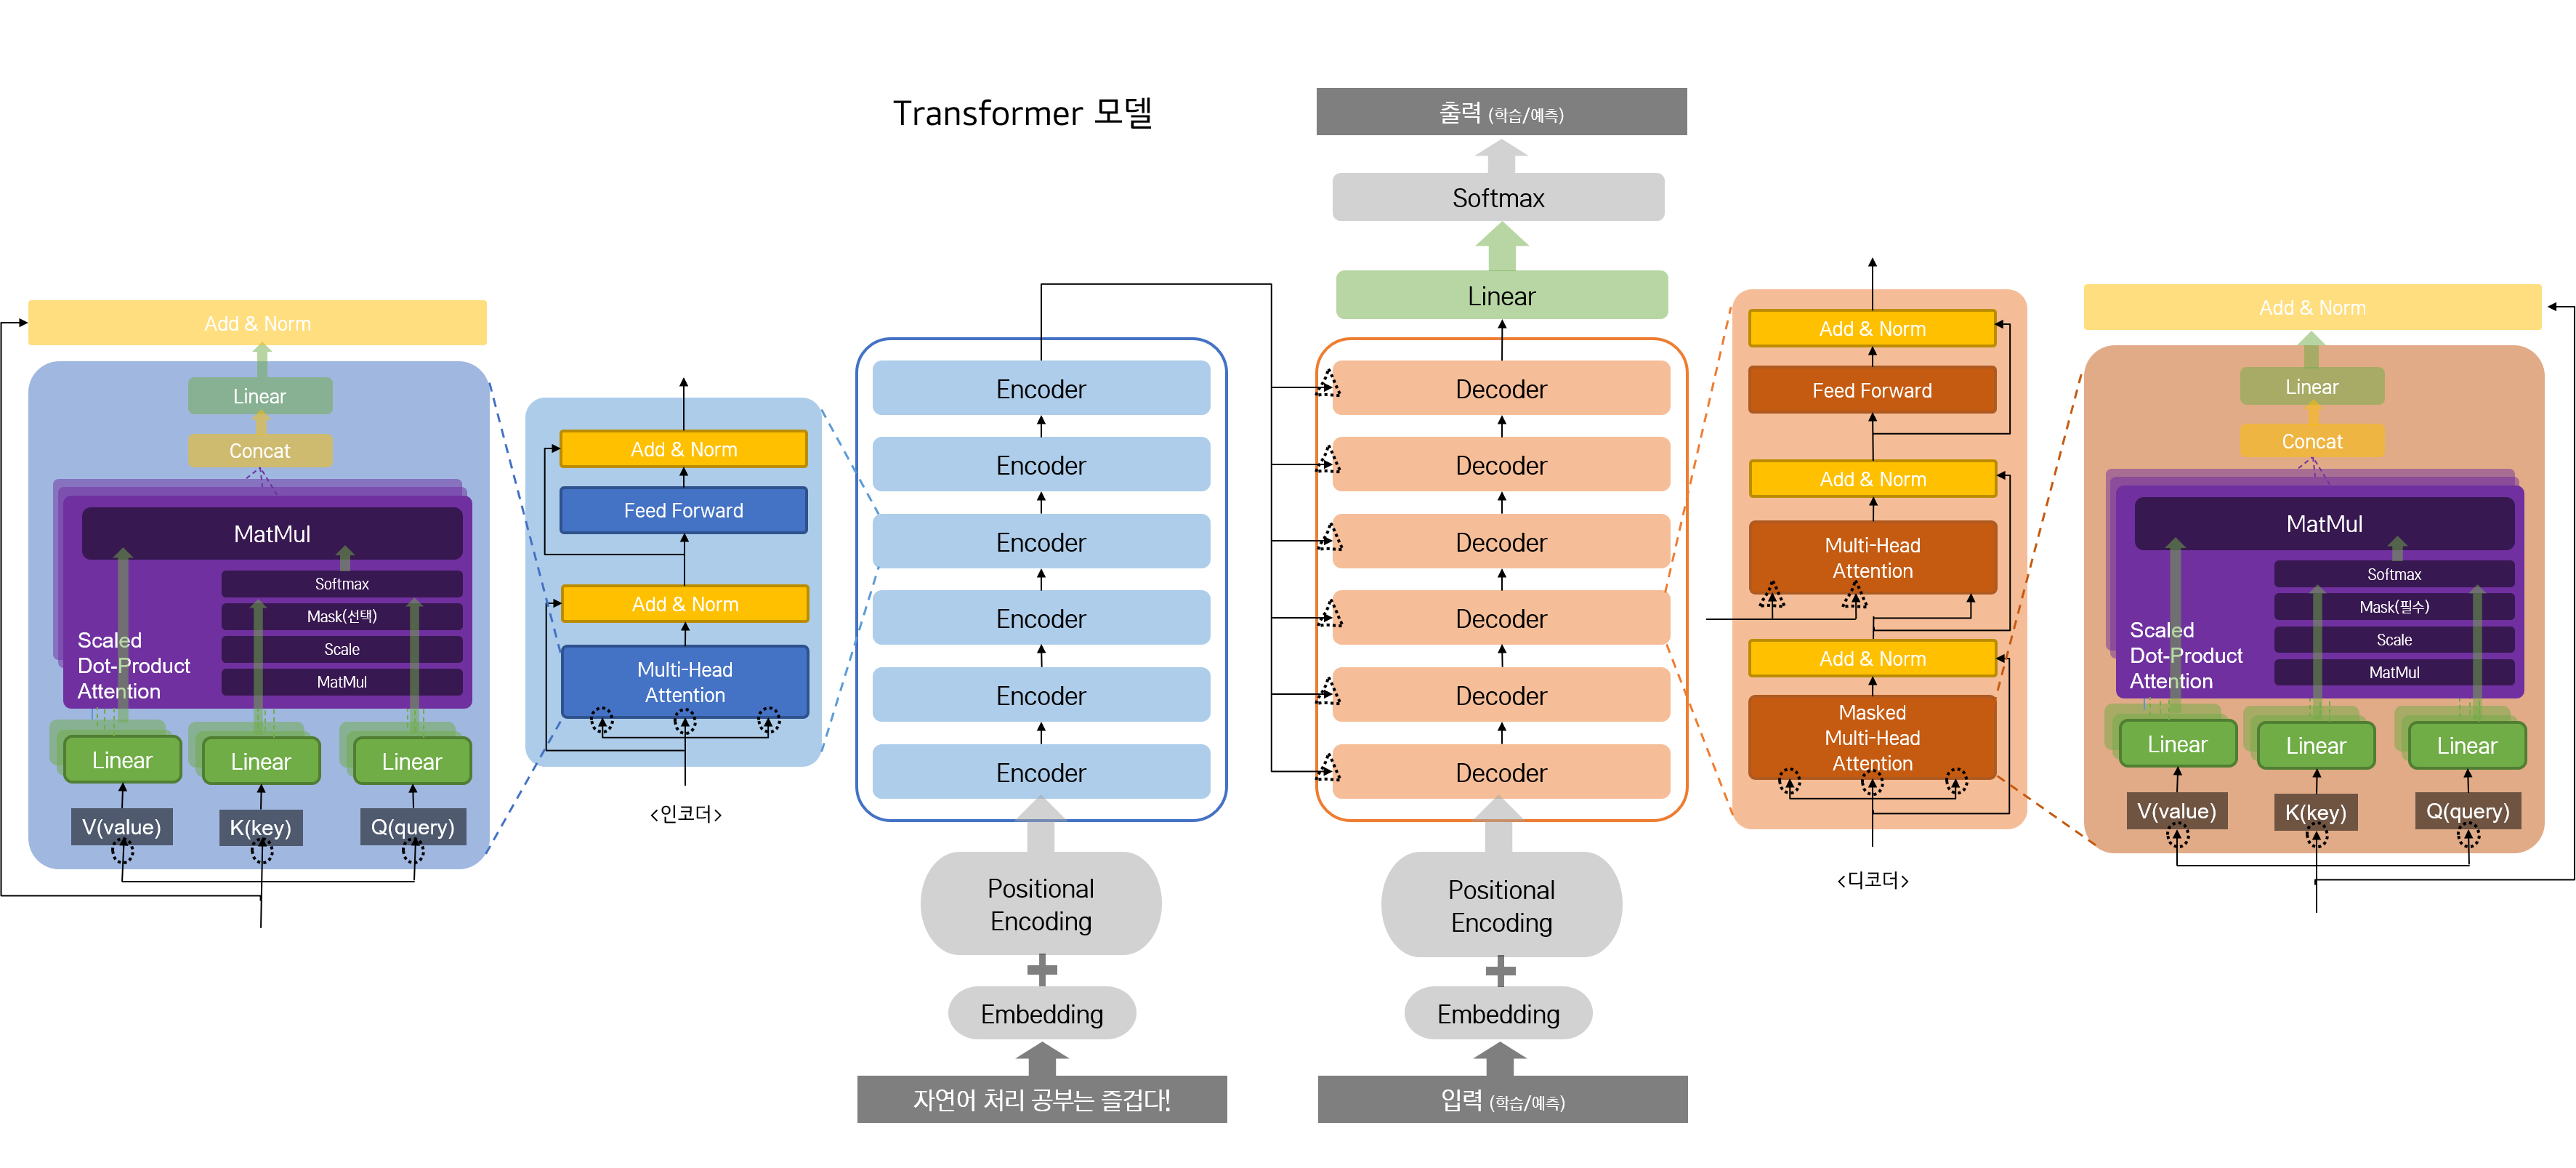 Transformer 모델
출력 (학습/예측)
Softmax
Linear
Add & Norm
Linear
Concat
MatMul
Softmax
Mask(선택)
Scale
MatMul
Scaled
Dot-Product
Attention
Linear
Linear
Linear
V(value)
K(key)
Q(query)
Add & Norm
Feed Forward
Add & Norm
Multi-Head
Attention
<인코더>
Encoder
Encoder
Encoder
Encoder
Encoder
Encoder
Positional
Encoding
Embedding
자연어 처리 공부는 즐겁다!
Decoder
Decoder
Decoder
Decoder
Decoder
Decoder
Positional
Encoding
Embedding
입력 (학습/예측)
Add & Norm
Feed Forward
Add & Norm
Multi-Head
Attention
Add & Norm
Masked
Multi-Head
Attention
<디코더>
Add & Norm
Linear
Concat
MatMul
Softmax
Mask(필수)
Scale
MatMul
Scaled
Dot-Product
Attention
Linear
Linear
Linear
V(value)
K(key)
Q(query)